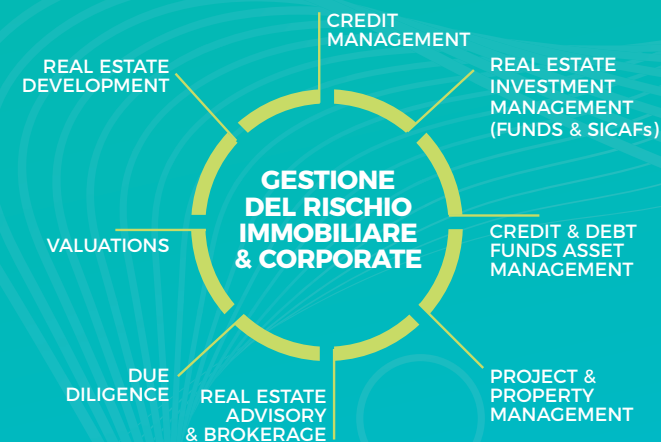 CREDIT
MANAGEMENT
REAL ESTATE
INVESTMENT
MANAGEMENT
(FUNDS & SICAFs)
CREDIT & DEBT
FUNDS ASSET
MANAGEMENT
PROJECT &
PROPERTY
MANAGEMENT
REAL ESTATE
ADVISORY
& BROKERAGE
DUE
DILIGENCE
VALUATIONS
REAL ESTATE
DEVELOPMENT
GESTIONE
DEL RISCHIO
IMMOBILIARE
& CORPORATE